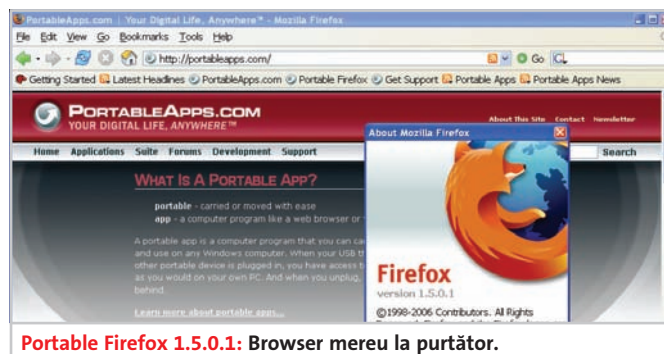 PortableApps.com | Your Digital Life, Anywhere™ - Mozilla Firefox
File Edit View Go Bookmarks Tools Help
http://portableapps.com/ Go
Getting Started Latest Headlines PortableApps.com Portable Firefox Get Support Portable Apps Portable Apps News
PORTABLEAPPS.COM
YOUR DIGITAL LIFE, ANYWHERE™
About This Site Contact Newsletter
Home Applications Suite Forums Development Support Search
WHAT IS A PORTABLE APP?
portable - carried or moved with ease
app - a computer program like a web browser or
A portable app is a computer program that you can
and use on any Windows computer. When your USB
other portable device is plugged in, you have access
as you would on your own PC. And when you unplug,
behind.
Learn more about portable apps...
About Mozilla Firefox
Firefox
version 1.5.0.1
©1998-2006 Contributors. All Rights
Portable Firefox 1.5.0.1: Browser mereu la purtător.